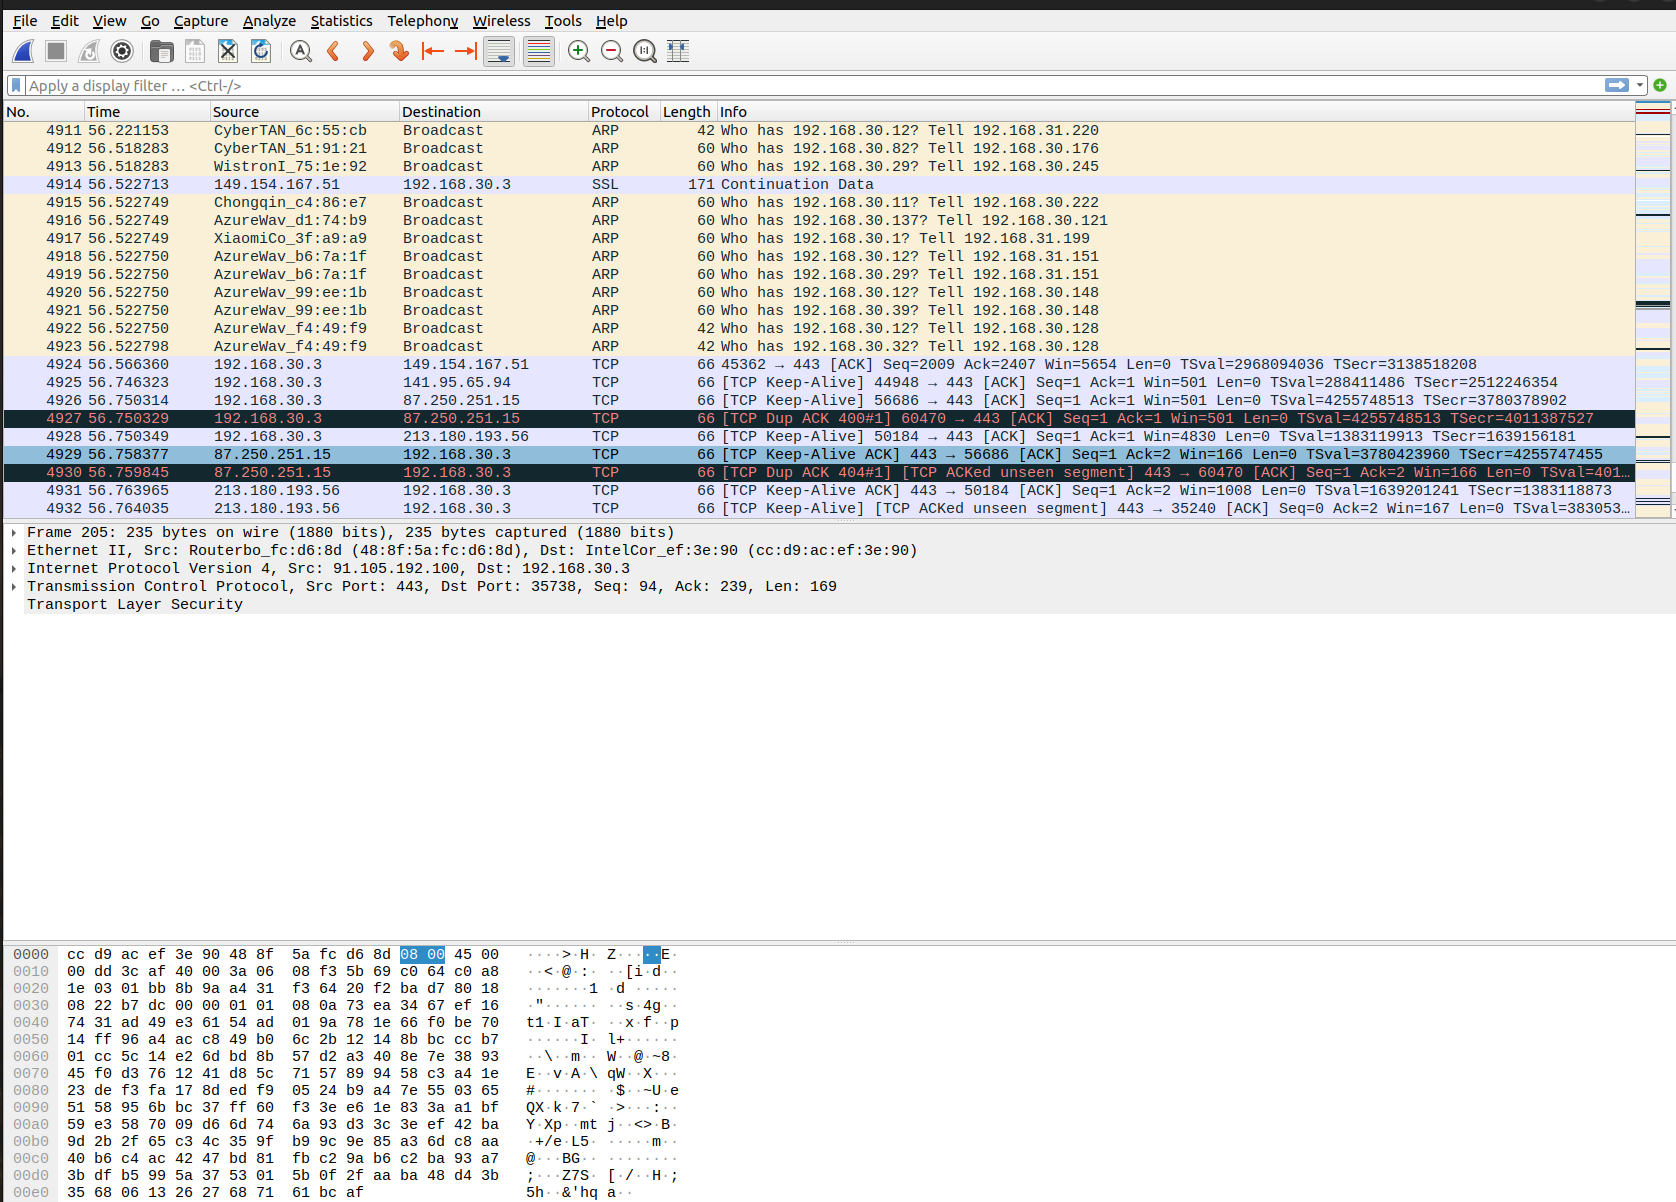 File Edit View Go Capture Analyze Statistics Telephony Wireless Tools Help
Apply a display filter … <Ctrl-/>
No. Time Source Destination Protocol Length Info
4911 56.221153 CyberTAN_6c:55:cb Broadcast ARP 42 Who has 192.168.30.12? Tell 192.168.31.220
4912 56.518283 CyberTAN_51:91:21 Broadcast ARP 60 Who has 192.168.30.82? Tell 192.168.30.176
4913 56.518283 WistronI_75:1e:92 Broadcast ARP 60 Who has 192.168.30.29? Tell 192.168.30.245
4914 56.522713 149.154.167.51 192.168.30.3 SSL 171 Continuation Data
4915 56.522749 Chongqin_c4:86:e7 Broadcast ARP 60 Who has 192.168.30.11? Tell 192.168.30.222
4916 56.522749 AzureWav_d1:74:b9 Broadcast ARP 60 Who has 192.168.30.137? Tell 192.168.30.121
4917 56.522749 XiaomiCo_3f:a9:a9 Broadcast ARP 60 Who has 192.168.30.1? Tell 192.168.31.199
4918 56.522750 AzureWav_b6:7a:1f Broadcast ARP 60 Who has 192.168.30.12? Tell 192.168.31.151
4919 56.522750 AzureWav_b6:7a:1f Broadcast ARP 60 Who has 192.168.30.29? Tell 192.168.31.151
4920 56.522750 AzureWav_99:ee:1b Broadcast ARP 60 Who has 192.168.30.12? Tell 192.168.30.148
4921 56.522750 AzureWav_99:ee:1b Broadcast ARP 60 Who has 192.168.30.39? Tell 192.168.30.148
4922 56.522750 AzureWav_f4:49:f9 Broadcast ARP 42 Who has 192.168.30.12? Tell 192.168.30.128
4923 56.522798 AzureWav_f4:49:f9 Broadcast ARP 42 Who has 192.168.30.32? Tell 192.168.30.128
4924 56.566360 192.168.30.3 149.154.167.51 TCP 66 45362 → 443 [ACK] Seq=2009 Ack=2407 Win=5654 Len=0 TSval=2968094036 TSecr=3138518208
4925 56.746323 192.168.30.3 141.95.65.94 TCP 66 [TCP Keep-Alive] 44948 → 443 [ACK] Seq=1 Ack=1 Win=501 Len=0 TSval=288411486 TSecr=2512246354
4926 56.750314 192.168.30.3 87.250.251.15 TCP 66 [TCP Keep-Alive] 56686 → 443 [ACK] Seq=1 Ack=1 Win=501 Len=0 TSval=4255748513 TSecr=3780378902
4927 56.750329 192.168.30.3 87.250.251.15 TCP 66 [TCP Dup ACK 400#1] 60470 → 443 [ACK] Seq=1 Ack=1 Win=501 Len=0 TSval=4255748513 TSecr=4011387527
4928 56.750349 192.168.30.3 213.180.193.56 TCP 66 [TCP Keep-Alive] 50184 → 443 [ACK] Seq=1 Ack=1 Win=4830 Len=0 TSval=1383119913 TSecr=1639156181
4929 56.758377 87.250.251.15 192.168.30.3 TCP 66 [TCP Keep-Alive ACK] 443 → 56686 [ACK] Seq=1 Ack=2 Win=166 Len=0 TSval=3780423960 TSecr=4255747455
4930 56.759845 87.250.251.15 192.168.30.3 TCP 66 [TCP Dup ACK 404#1] [TCP ACKed unseen segment] 443 → 60470 [ACK] Seq=1 Ack=2 Win=166 Len=0 TSval=401…
4931 56.763965 213.180.193.56 192.168.30.3 TCP 66 [TCP Keep-Alive ACK] 443 → 50184 [ACK] Seq=1 Ack=2 Win=1008 Len=0 TSval=1639201241 TSecr=1383118873
4932 56.764035 213.180.193.56 192.168.30.3 TCP 66 [TCP Keep-Alive] [TCP ACKed unseen segment] 443 → 35240 [ACK] Seq=0 Ack=2 Win=167 Len=0 TSval=383053…
Frame 205: 235 bytes on wire (1880 bits), 235 bytes captured (1880 bits)
Ethernet II, Src: Routerbo_fc:d6:8d (48:8f:5a:fc:d6:8d), Dst: IntelCor_ef:3e:90 (cc:d9:ac:ef:3e:90)
Internet Protocol Version 4, Src: 91.105.192.100, Dst: 192.168.30.3
Transmission Control Protocol, Src Port: 443, Dst Port: 35738, Seq: 94, Ack: 239, Len: 169
Transport Layer Security
0000 cc d9 ac ef 3e 90 48 8f 5a fc d6 8d 08 00 45 00 ····>·H· Z·····E·
0010 00 dd 3c af 40 00 3a 06 08 f3 5b 69 c0 64 c0 a8 ··<·@·:· ··[i·d··
0020 1e 03 01 bb 8b 9a a4 31 f3 64 20 f2 ba d7 80 18 ·······1 ·d ·····
0030 08 22 b7 dc 00 00 01 01 08 0a 73 ea 34 67 ef 16 ·"······ ··s·4g··
0040 74 31 ad 49 e3 61 54 ad 01 9a 78 1e 66 f0 be 70 t1·I·aT· ··x·f··p
0050 14 ff 96 a4 ac c8 49 b0 6c 2b 12 14 8b bc cc b7 ······I· l+······
0060 01 cc 5c 14 e2 6d bd 8b 57 d2 a3 40 8e 7e 38 93 ··\··m·· W··@·~8·
0070 45 f0 d3 76 12 41 d8 5c 71 57 89 94 58 c3 a4 1e E··v·A·\ qW··X···
0080 23 de f3 fa 17 8d ed f9 05 24 b9 a4 7e 55 03 65 #······· ·$··~U·e
0090 51 58 95 6b bc 37 ff 60 f3 3e e6 1e 83 3a a1 bf QX·k·7·` ·>···:··
00a0 59 e3 58 70 09 d6 6d 74 6a 93 d3 3c 3e ef 42 ba Y·Xp··mt j··<>·B·
00b0 9d 2b 2f 65 c3 4c 35 9f b9 9c 9e 85 a3 6d c8 aa ·+/e·L5· ·····m··
00c0 40 b6 c4 ac 42 47 bd 81 fb c2 9a b6 c2 ba 93 a7 @···BG·· ········
00d0 3b df b5 99 5a 37 53 01 5b 0f 2f aa ba 48 d4 3b ;···Z7S· [·/··H·;
00e0 35 68 06 13 26 27 68 71 61 bc af 5h··&'hq a··